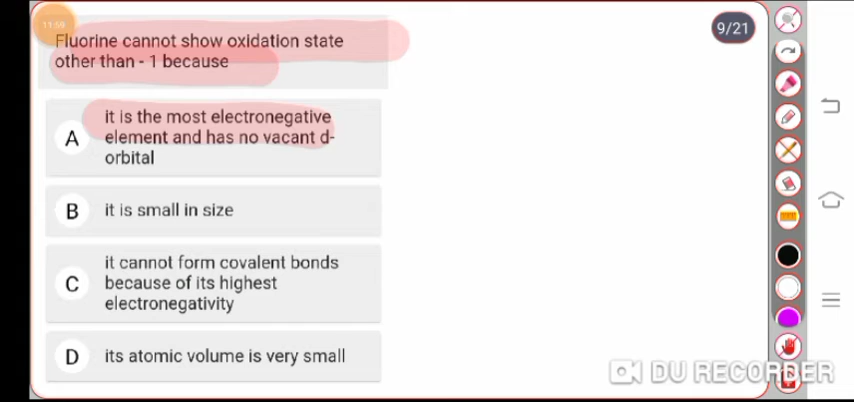 11:59
9/21
Fluorine cannot show oxidation state
other than - 1 because
A
it is the most electronegative
element and has no vacant d-
orbital
B
it is small in size
C
it cannot form covalent bonds
because of its highest
electronegativity
D
its atomic volume is very small
DU RECORDER